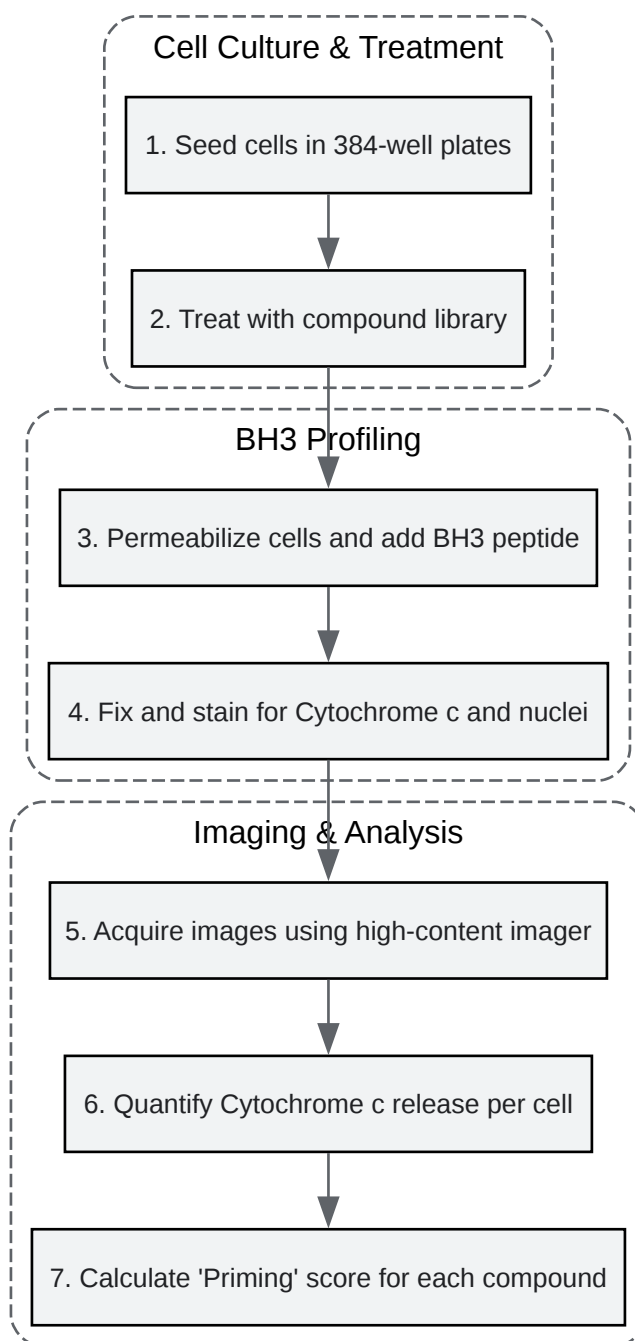 Cell Culture & Treatment
1. Seed cells in 384-well plates
2. Treat with compound library
BH3 Profiling
3. Permeabilize cells and add BH3 peptide
4. Fix and stain for Cytochrome c and nuclei
Imaging & Analysis
5. Acquire images using high-content imager
6. Quantify Cytochrome c release per cell
7. Calculate 'Priming' score for each compound